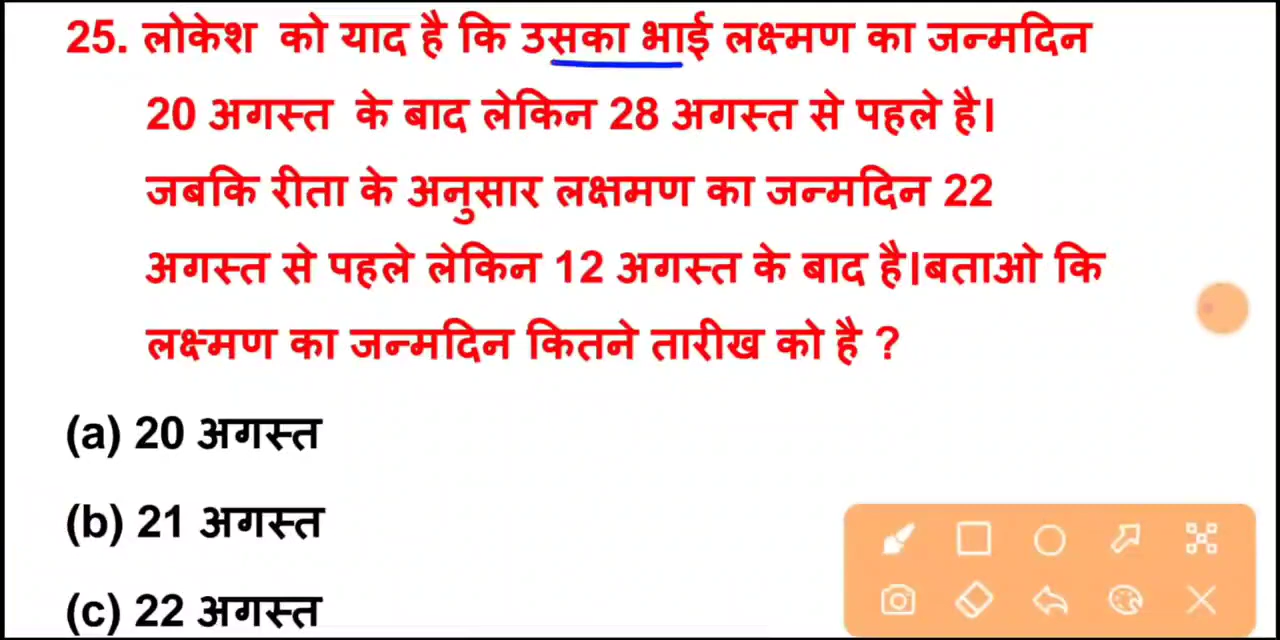 25. लोकेश को याद है कि उसका भाई लक्ष्मण का जन्मदिन
20 अगस्त के बाद लेकिन 28 अगस्त से पहले है।
जबकि रीता के अनुसार लक्षमण का जन्मदिन 22
अगस्त से पहले लेकिन 12 अगस्त के बाद है।बताओ कि
लक्ष्मण का जन्मदिन कितने तारीख को है ?
(a) 20 अगस्त
(b) 21 अगस्त
(c) 22 अगस्त